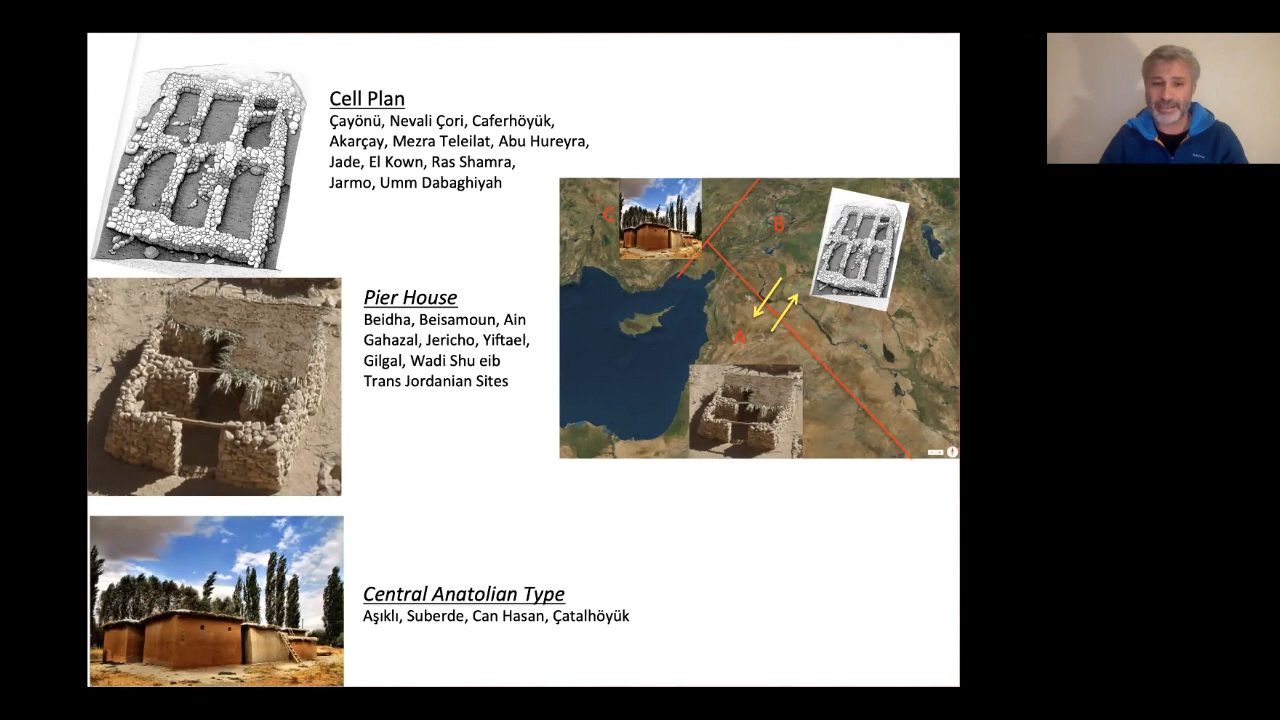 Cell Plan
Çayönü, Nevali Çori, Caferhöyük,
Akarçay, Mezra Teleilat, Abu Hureyra,
Jade, El Kown, Ras Shamra,
Jarmo, Umm Dabaghiyah
C
B
A
Pier House
Beidha, Beisamoun, Ain
Gahazal, Jericho, Yiftael,
Gilgal, Wadi Shu eib
Trans Jordanian Sites
Central Anatolian Type
Aşıklı, Suberde, Can Hasan, Çatalhöyük